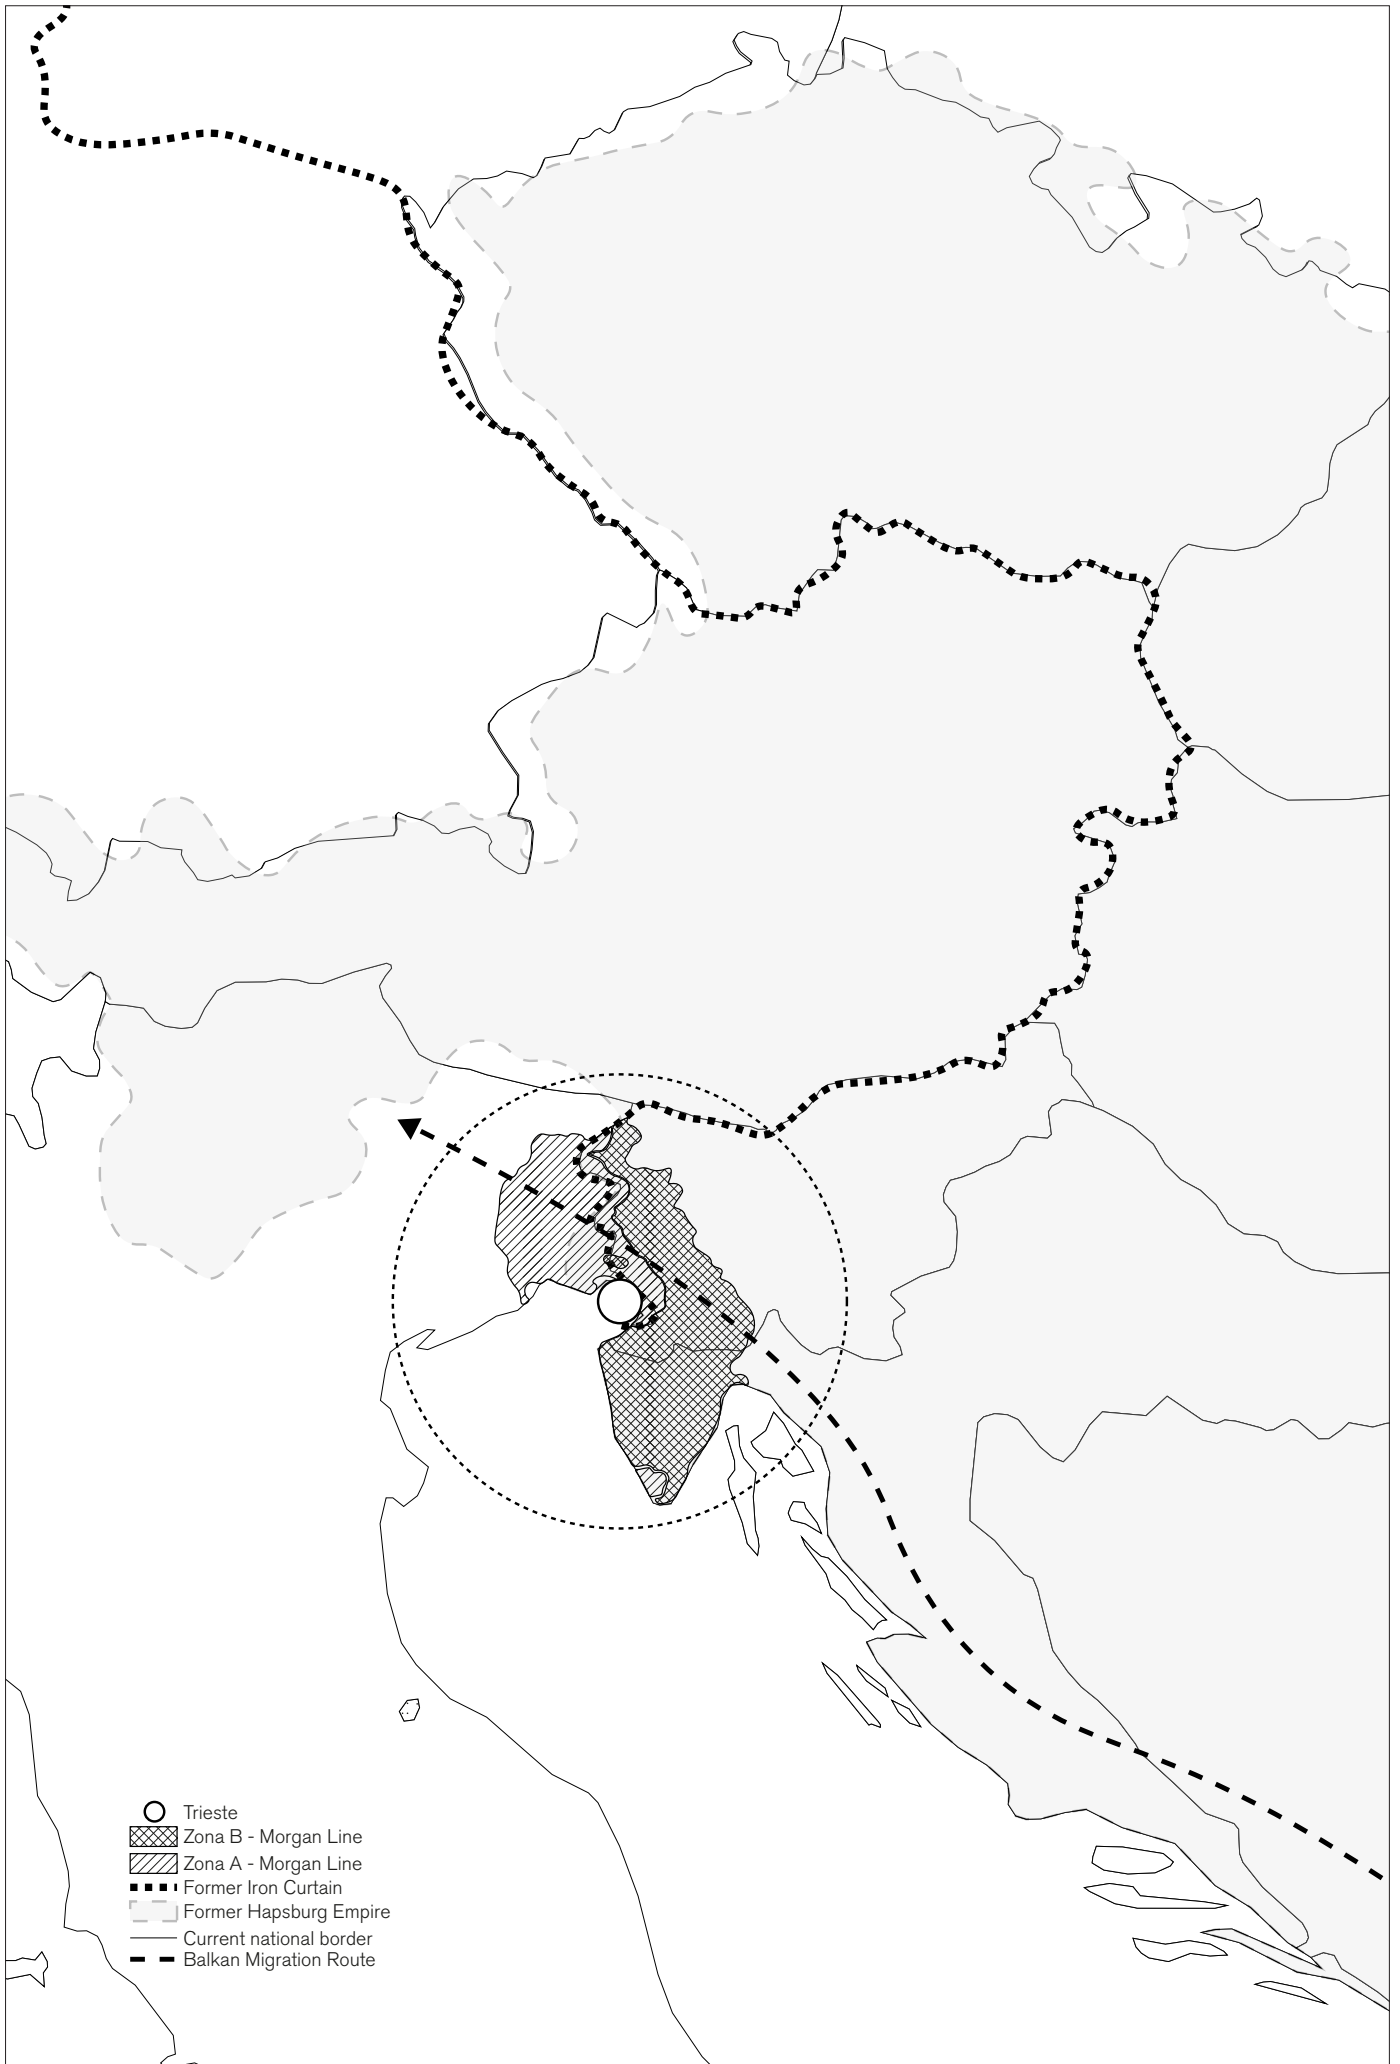 Trieste
Zona B - Morgan Line
Zona A - Morgan Line
Former Iron Curtain
Former Hapsburg Empire
Current national border
Balkan Migration Route